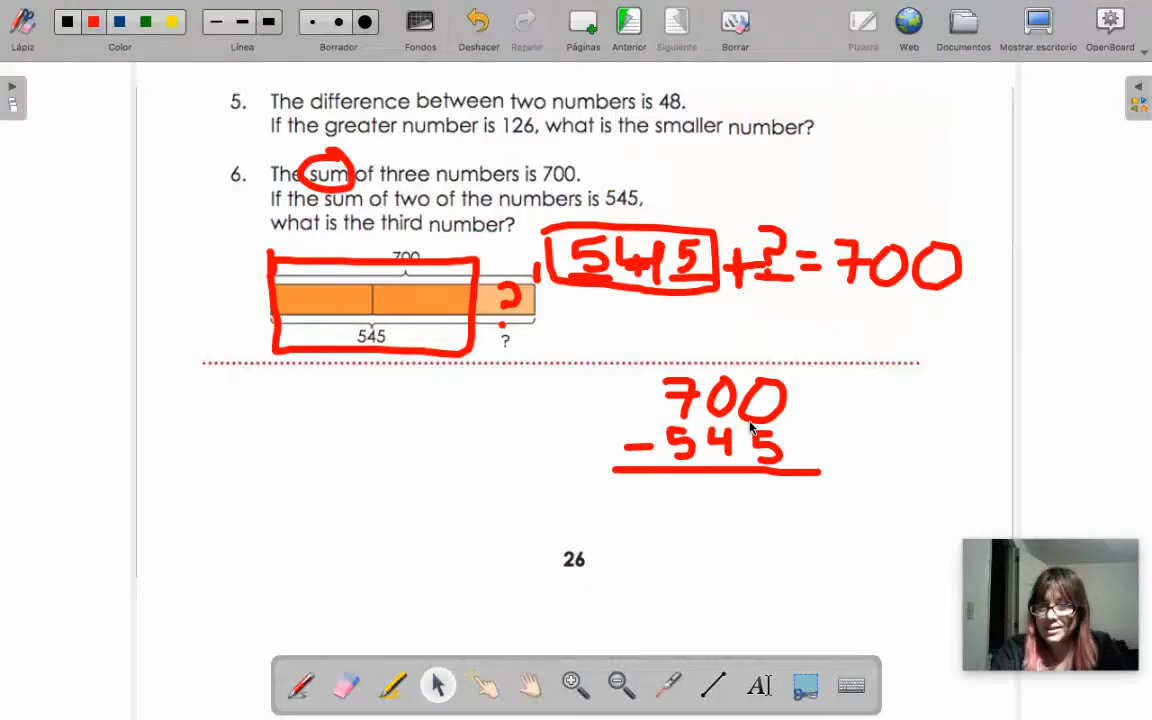 Lápiz Color Línea Borrador Fondos Deshacer Repetir Páginas Anterior Siguiente Borrar Pizarra Web Documentos Mostrar escritorio OpenBoard
5. The difference between two numbers is 48.
If the greater number is 126, what is the smaller number?
6. The sum of three numbers is 700.
If the sum of two of the numbers is 545,
what is the third number?
700
545 + ? = 700
?
545
?
700
- 545
26